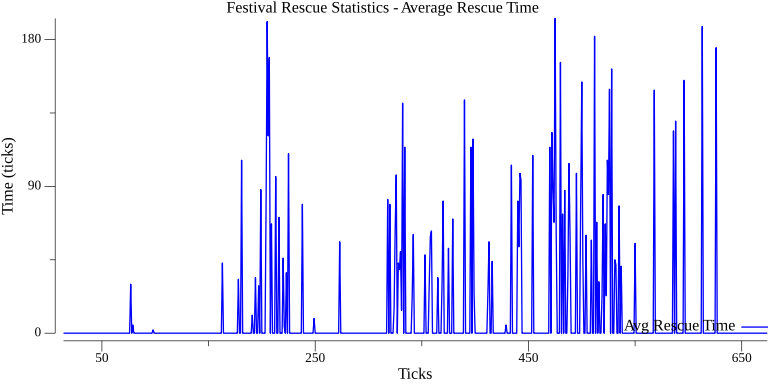 Festival Rescue Statistics - Average Rescue Time
180
90
0
Time (ticks)
Avg Rescue Time
50
250
450
650
Ticks